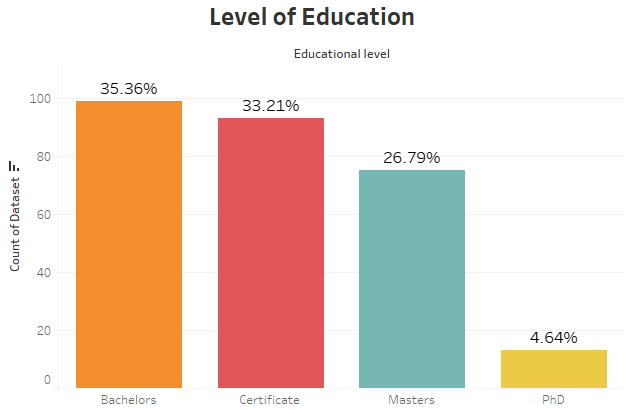 Level of Education
Educational level
35.36%
33.21%
26.79%
4.64%
100
80
60
40
20
0
Count of Dataset
Bachelors
Certificate
Masters
PhD